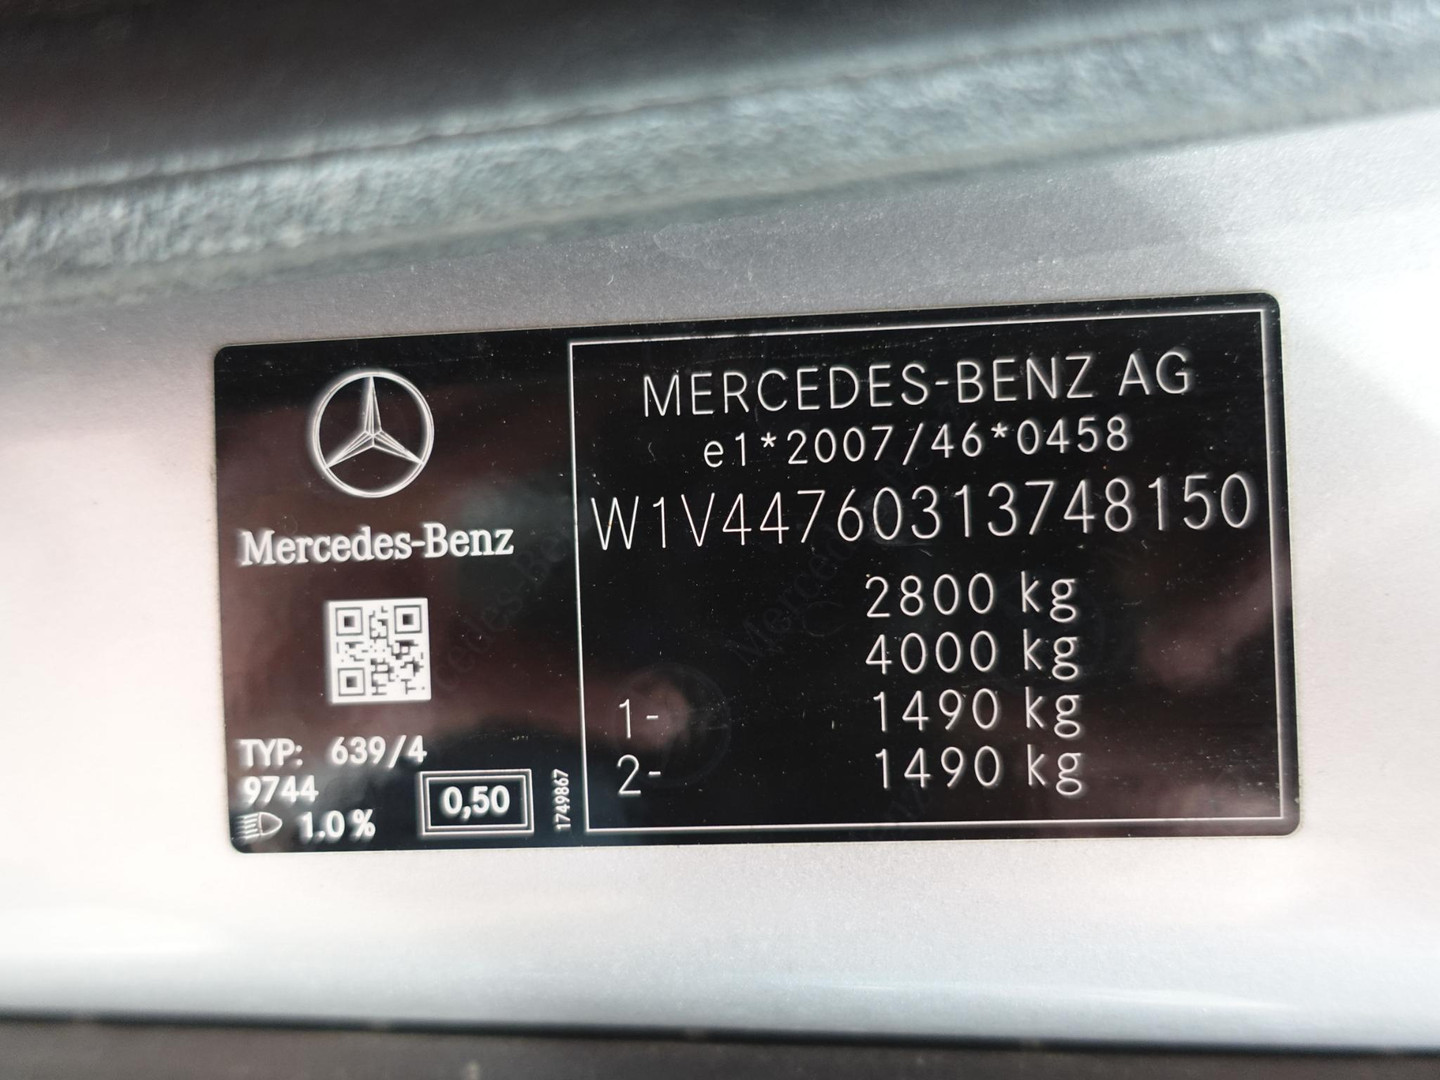 Mercedes-Benz
TYP: 639/4
9744
1.0 %
0,50
1749867
MERCEDES-BENZ AG
e1*2007/46*0458
W1V44760313748150
2800 kg
4000 kg
1- 1490 kg
2- 1490 kg